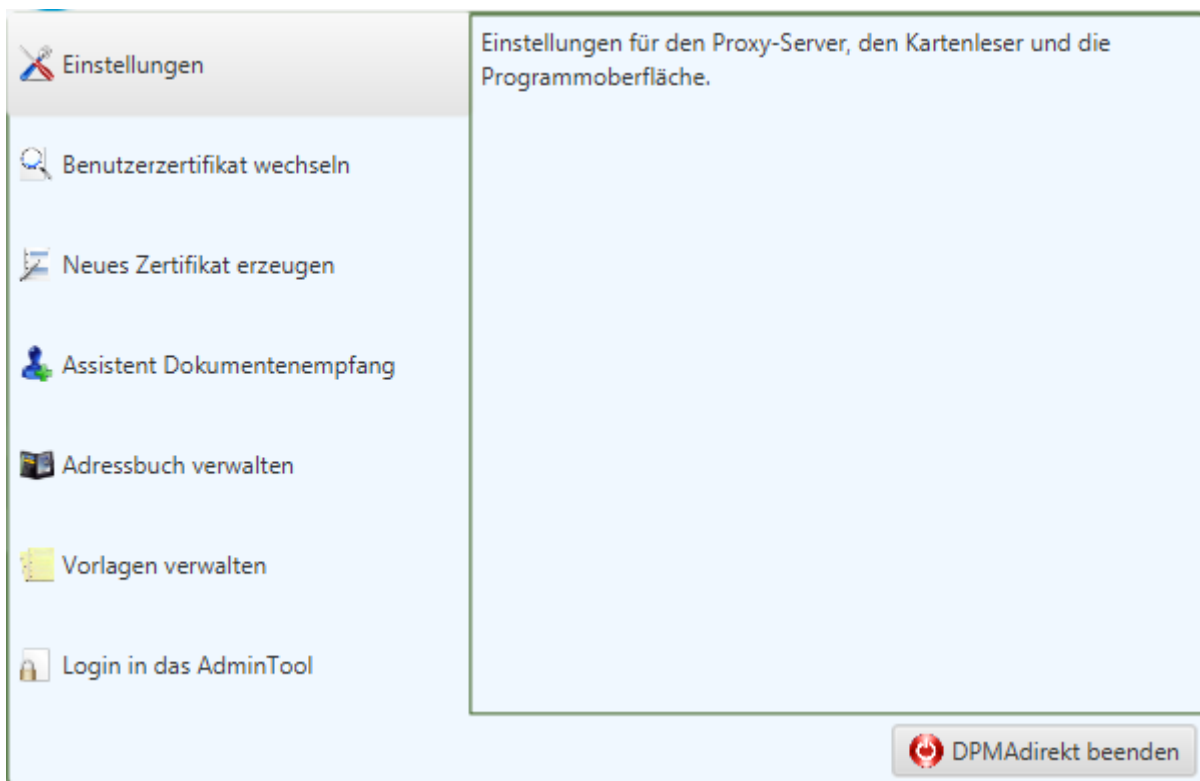 Einstellungen
Einstellungen für den Proxy-Server, den Kartenleser und die
Programmoberfläche.
Benutzerzertifikat wechseln
Neues Zertifikat erzeugen
Assistent Dokumentenempfang
Adressbuch verwalten
Vorlagen verwalten
Login in das AdminTool
DPMAdirekt beenden